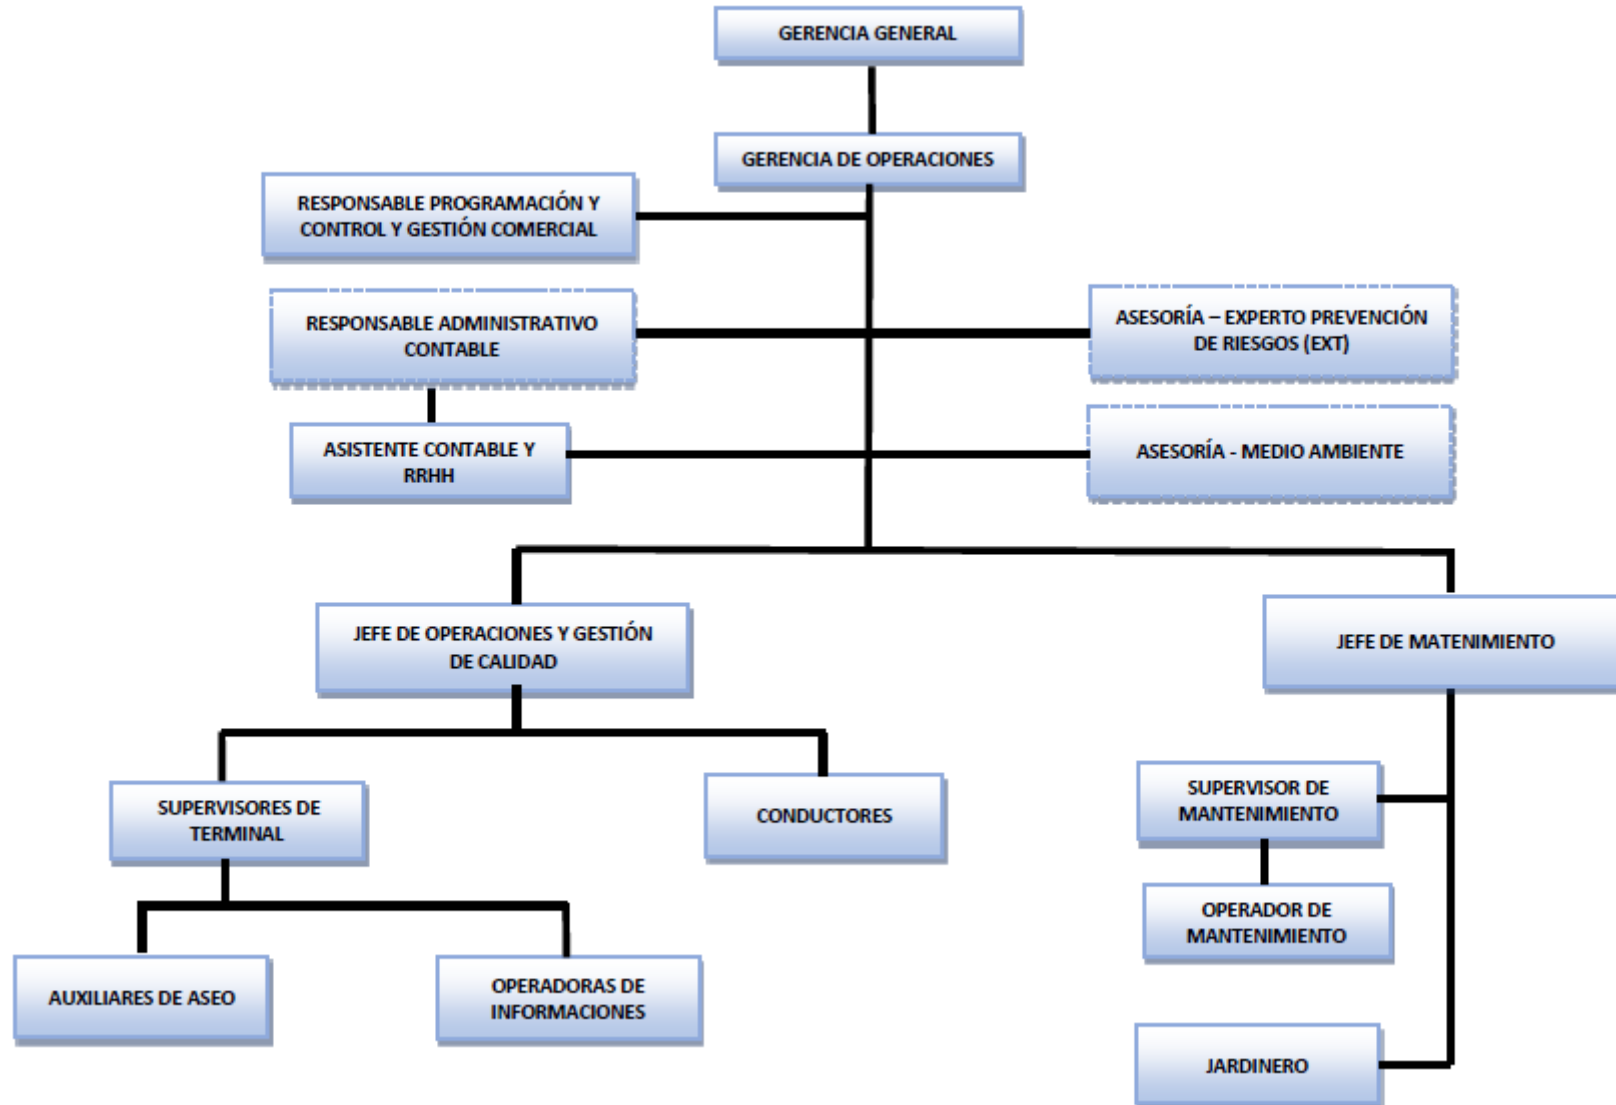 GERENCIA GENERAL
GERENCIA DE OPERACIONES
RESPONSABLE PROGRAMACIÓN Y
CONTROL Y GESTIÓN COMERCIAL
RESPONSABLE ADMINISTRATIVO
CONTABLE
ASESORÍA – EXPERTO PREVENCIÓN
DE RIESGOS (EXT)
ASISTENTE CONTABLE Y
RRHH
ASESORÍA - MEDIO AMBIENTE
JEFE DE OPERACIONES Y GESTIÓN
DE CALIDAD
JEFE DE MATENIMIENTO
SUPERVISORES DE
TERMINAL
CONDUCTORES
SUPERVISOR DE
MANTENIMIENTO
OPERADOR DE
MANTENIMIENTO
AUXILIARES DE ASEO
OPERADORAS DE
INFORMACIONES
JARDINERO